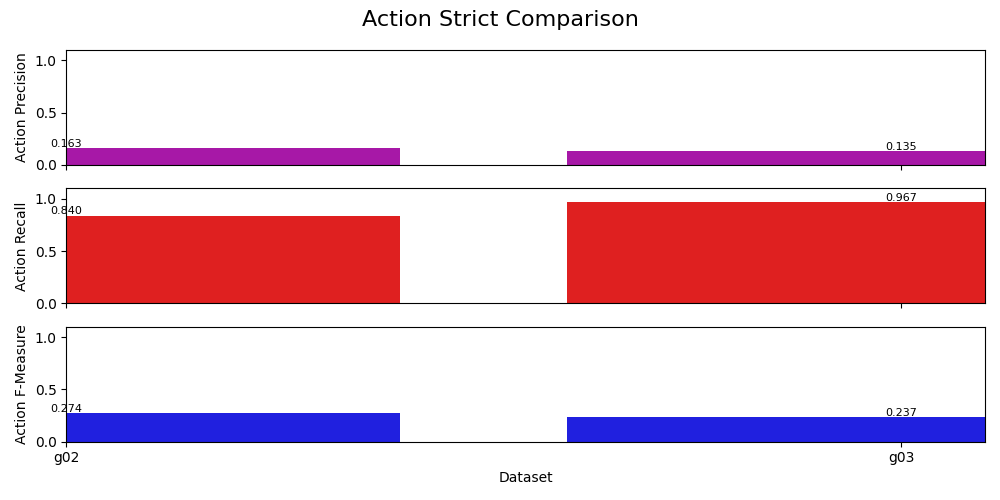 Action Strict Comparison
Action Precision
1.0
0.5
0.0
0.163
0.135
Action Recall
1.0
0.5
0.0
0.840
0.967
Action F-Measure
1.0
0.5
0.0
0.274
0.237
g02
g03
Dataset